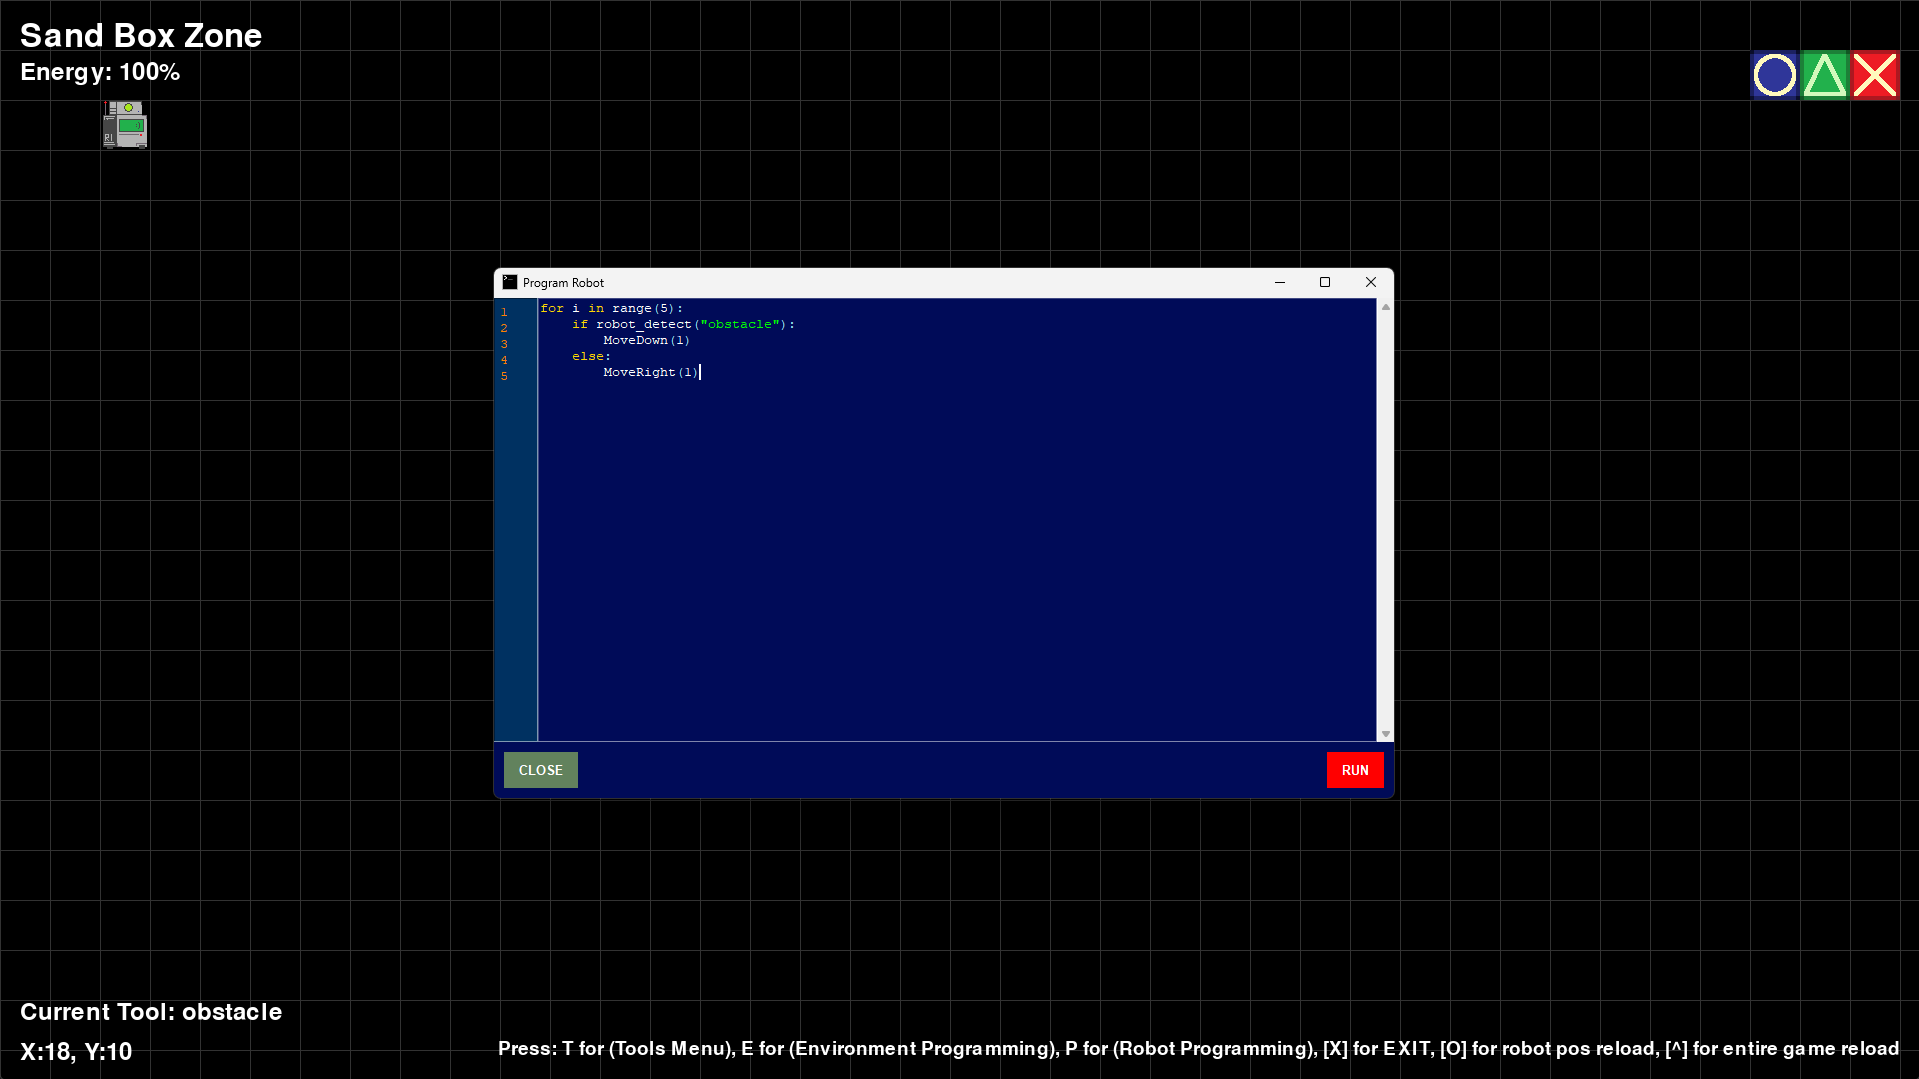 Sand Box Zone
Energy: 100%
R1
Program Robot
1 for i in range(5):
2     if robot_detect("obstacle"):
3         MoveDown(1)
4     else:
5         MoveRight(1)
CLOSE
RUN
Current Tool: obstacle
X:18, Y:10
Press: T for (Tools Menu), E for (Environment Programming), P for (Robot Programming), [X] for EXIT, [O] for robot pos reload, [^] for entire game reload